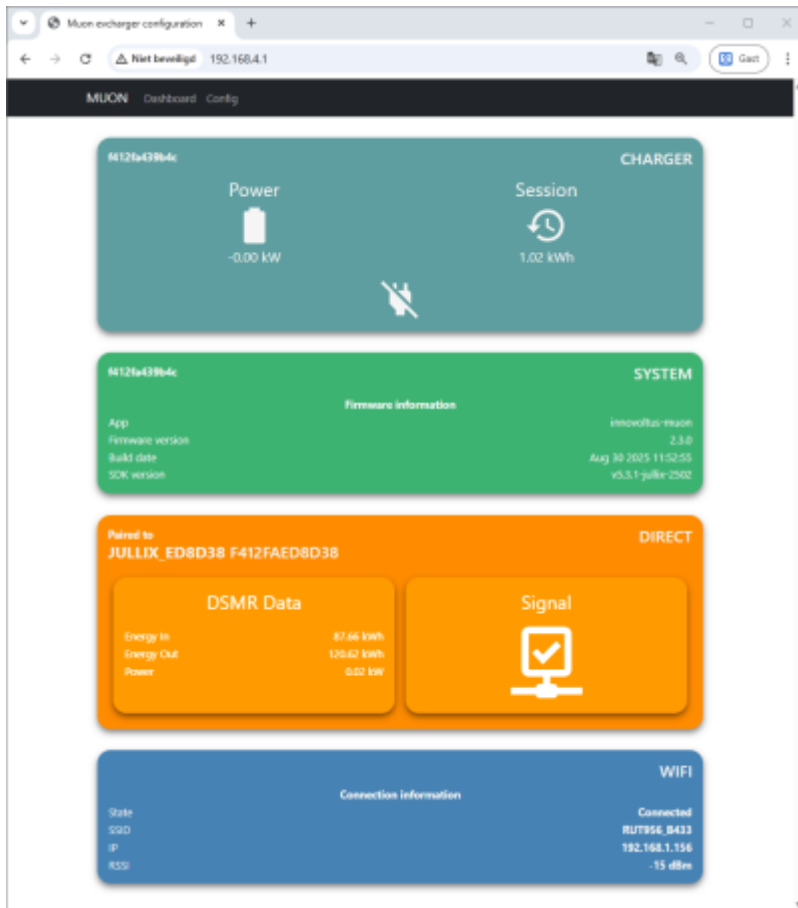 Muon evcharger configuration
Niet beveiligd 192.168.4.1 Gast
MUON Dashboard Config
f412fa439b4c CHARGER
Power Session
-0.00 kW 1.02 kWh
f412fa439b4c SYSTEM
Firmware information
App innovoltus-muon
Firmware version 2.3.0
Build date Aug 30 2025 11:52:55
SDK version v5.3.1-jullix-2502
Paired to DIRECT
JULLIX_ED8D38 F412FAED8D38
DSMR Data Signal
Energy In 87.66 kWh
Energy Out 120.62 kWh
Power 0.02 kW
WIFI
Connection information
State Connected
SSID RUT956_B433
IP 192.168.1.156
RSSI -15 dBm